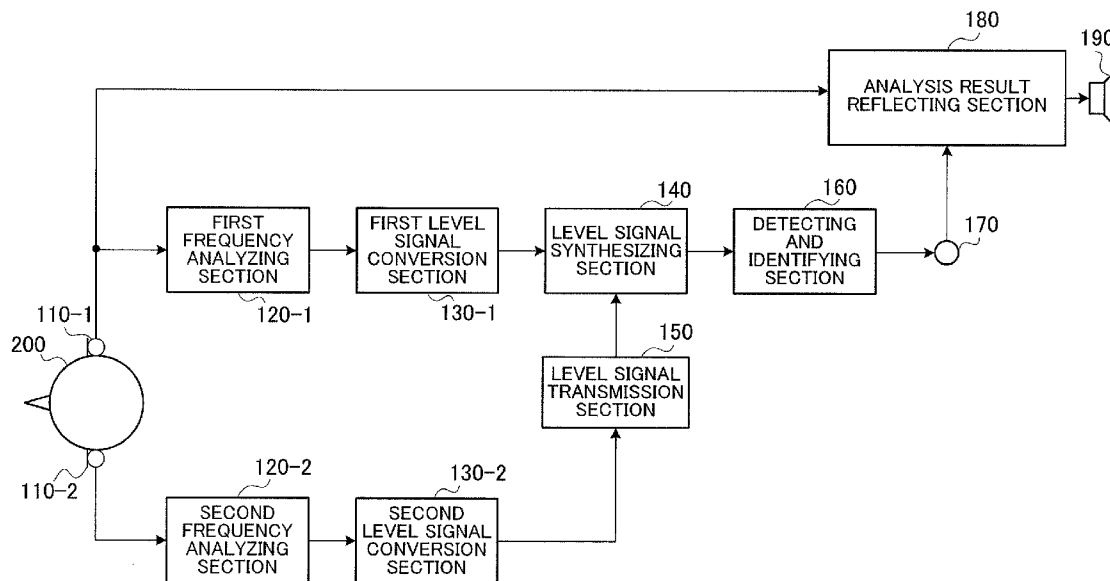 180
190
ANALYSIS RESULT
REFLECTING SECTION
140
160
FIRST
FREQUENCY
ANALYZING
SECTION
FIRST LEVEL
SIGNAL
CONVERSION
SECTION
LEVEL SIGNAL
SYNTHESIZING
SECTION
DETECTING
AND
IDENTIFYING
SECTION
170
120-1
130-1
110-1
200
150
LEVEL SIGNAL
TRANSMISSION
SECTION
110-2
120-2
130-2
SECOND
FREQUENCY
ANALYZING
SECTION
SECOND
LEVEL SIGNAL
CONVERSION
SECTION